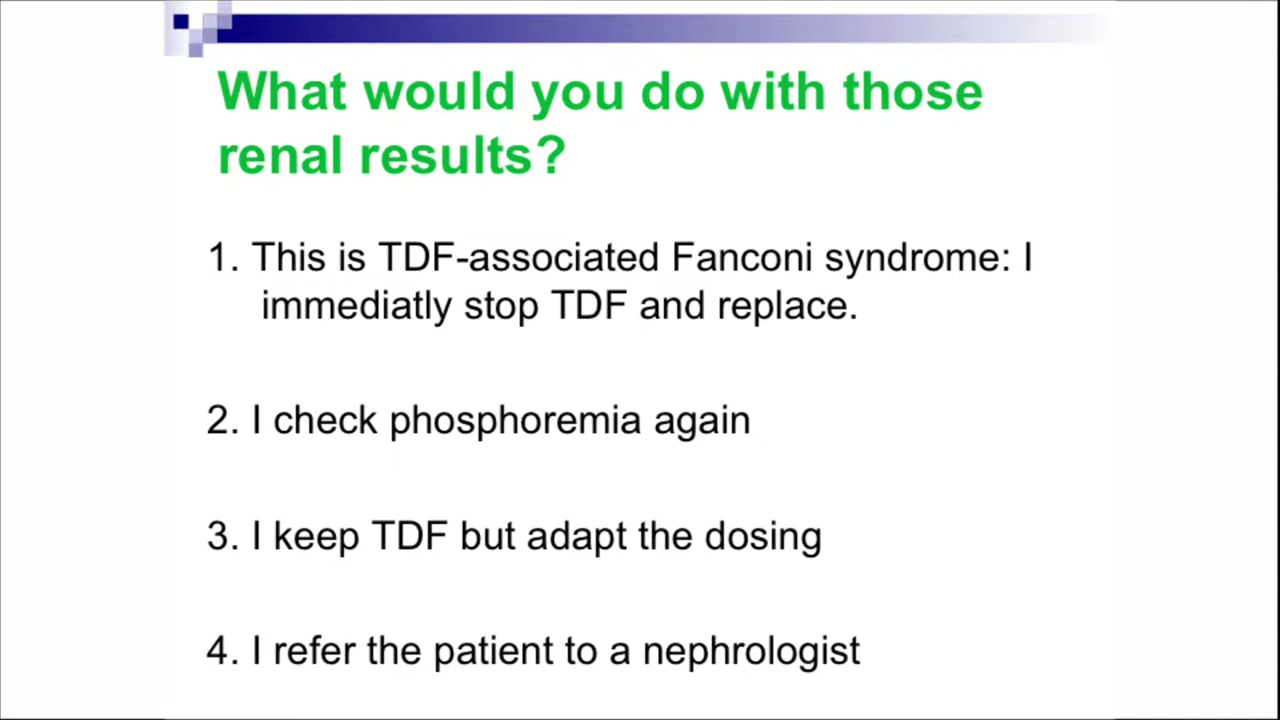 What would you do with those
renal results?
1. This is TDF-associated Fanconi syndrome: I
immediatly stop TDF and replace.
2. I check phosphoremia again
3. I keep TDF but adapt the dosing
4. I refer the patient to a nephrologist